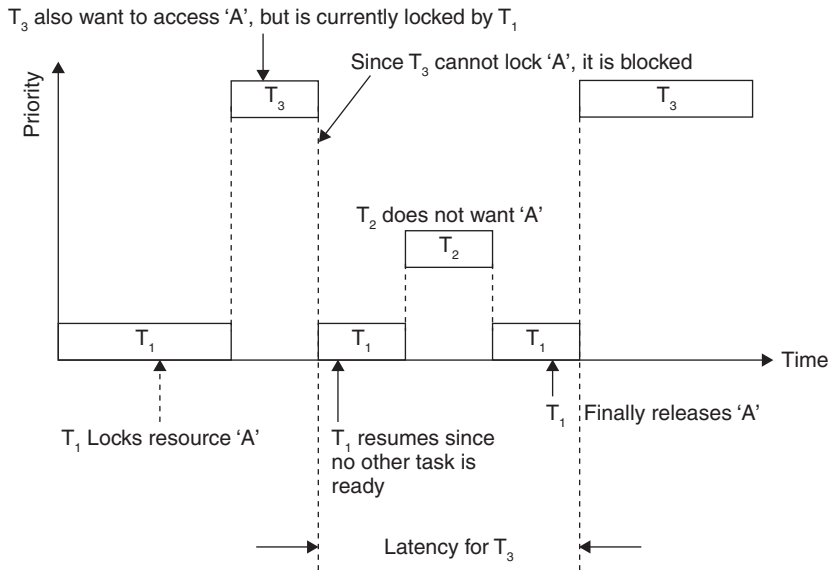 T₃ also want to access ‘A’, but is currently locked by T₁
Since T₃ cannot lock ‘A’, it is blocked
Priority
T₃
T₃
T₂ does not want ‘A’
T₂
T₁
T₁
T₁
Time
T₁ Locks resource ‘A’
T₁ resumes since
no other task is
ready
T₁ Finally releases ‘A’
Latency for T₃